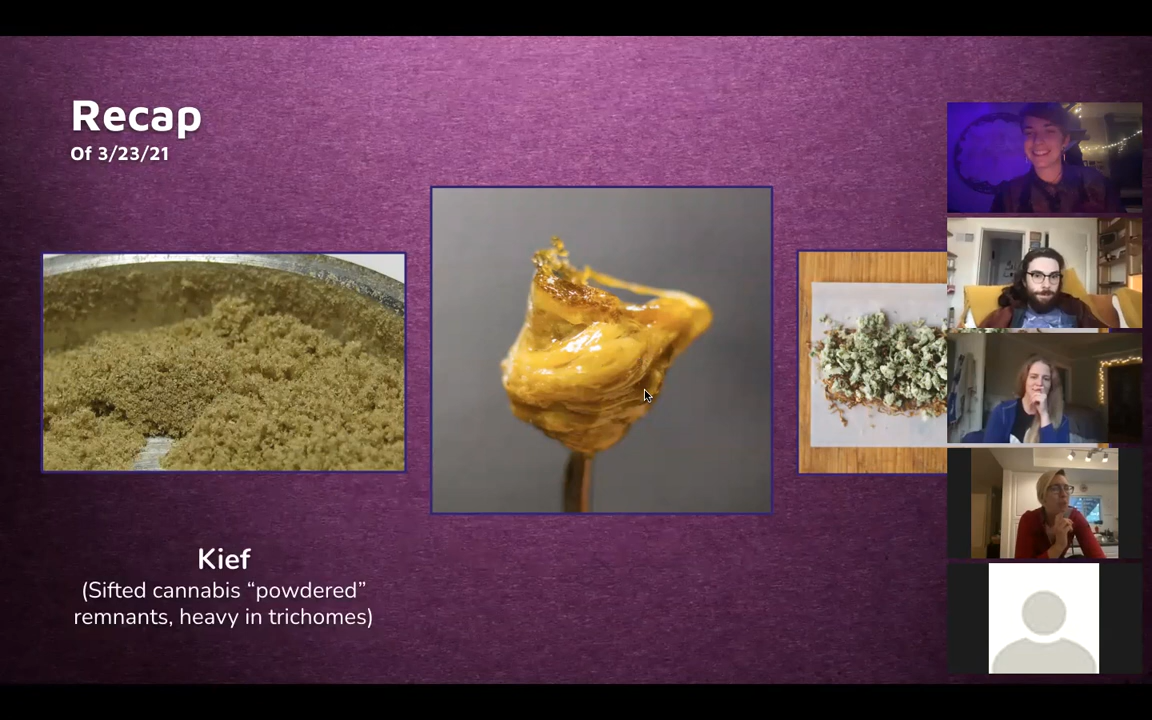 Recap
Of 3/23/21
Kief
(Sifted cannabis “powdered”
remnants, heavy in trichomes)